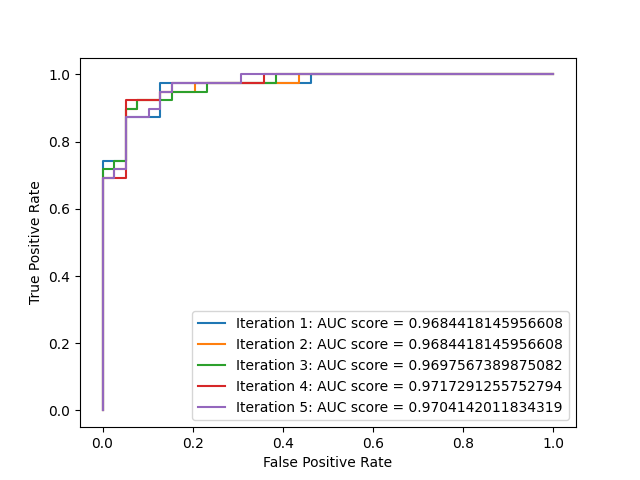 1.0
0.8
0.6
0.4
0.2
0.0
True Positive Rate
Iteration 1: AUC score = 0.9684418145956608
Iteration 2: AUC score = 0.9684418145956608
Iteration 3: AUC score = 0.9697567389875082
Iteration 4: AUC score = 0.9717291255752794
Iteration 5: AUC score = 0.9704142011834319
0.0 0.2 0.4 0.6 0.8 1.0
False Positive Rate